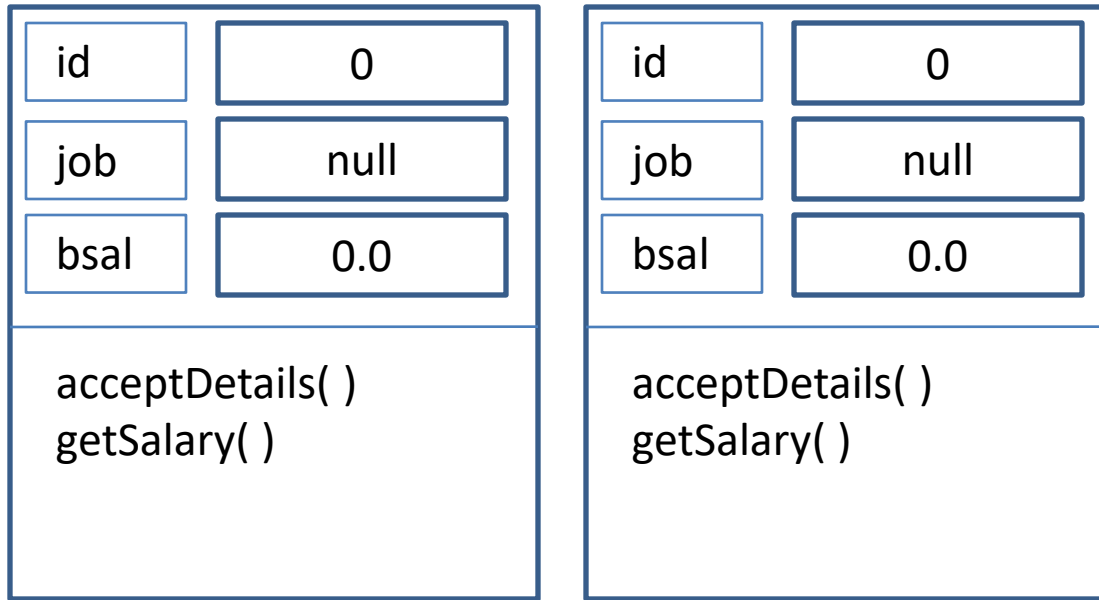 id 0
job null
bsal 0.0
acceptDetails( )
getSalary( )
id 0
job null
bsal 0.0
acceptDetails( )
getSalary( )